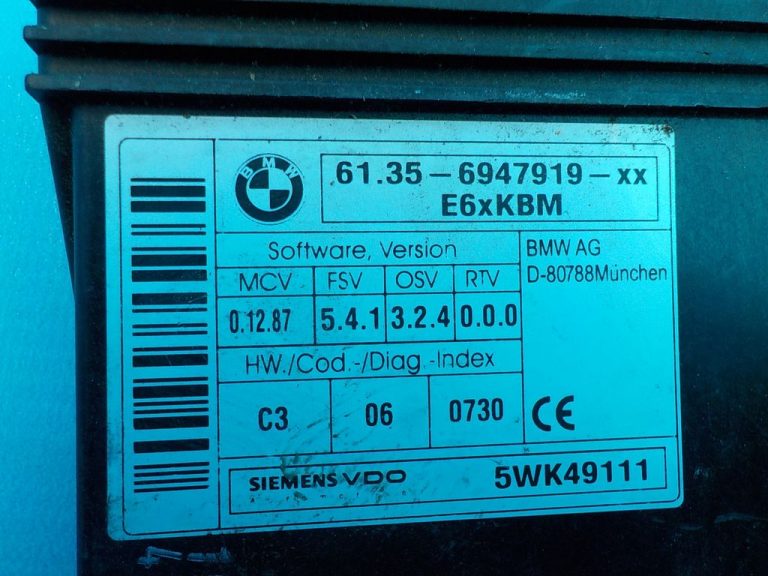 BMW
61.35-6947919-xx
E6xKBM
Software, Version
BMW AG
D-80788München
MCV FSV OSV RTV
0.12.87 5.4.1 3.2.4 0.0.0
HW./Cod.-/Diag.-Index
C3 06 0730
CE
SIEMENS VDO
5WK49111